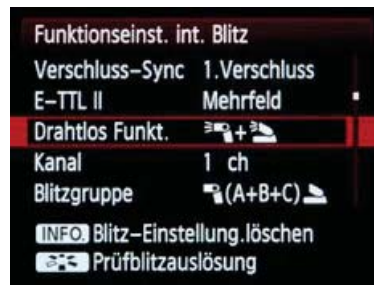 Funktionseinst. int. Blitz
Verschluss-Sync 1.Verschluss
E-TTL II Mehrfeld
Drahtlos Funkt. +
Kanal 1 ch
Blitzgruppe (A+B+C)
INFO. Blitz-Einstellung.löschen
Prüfblitzauslösung